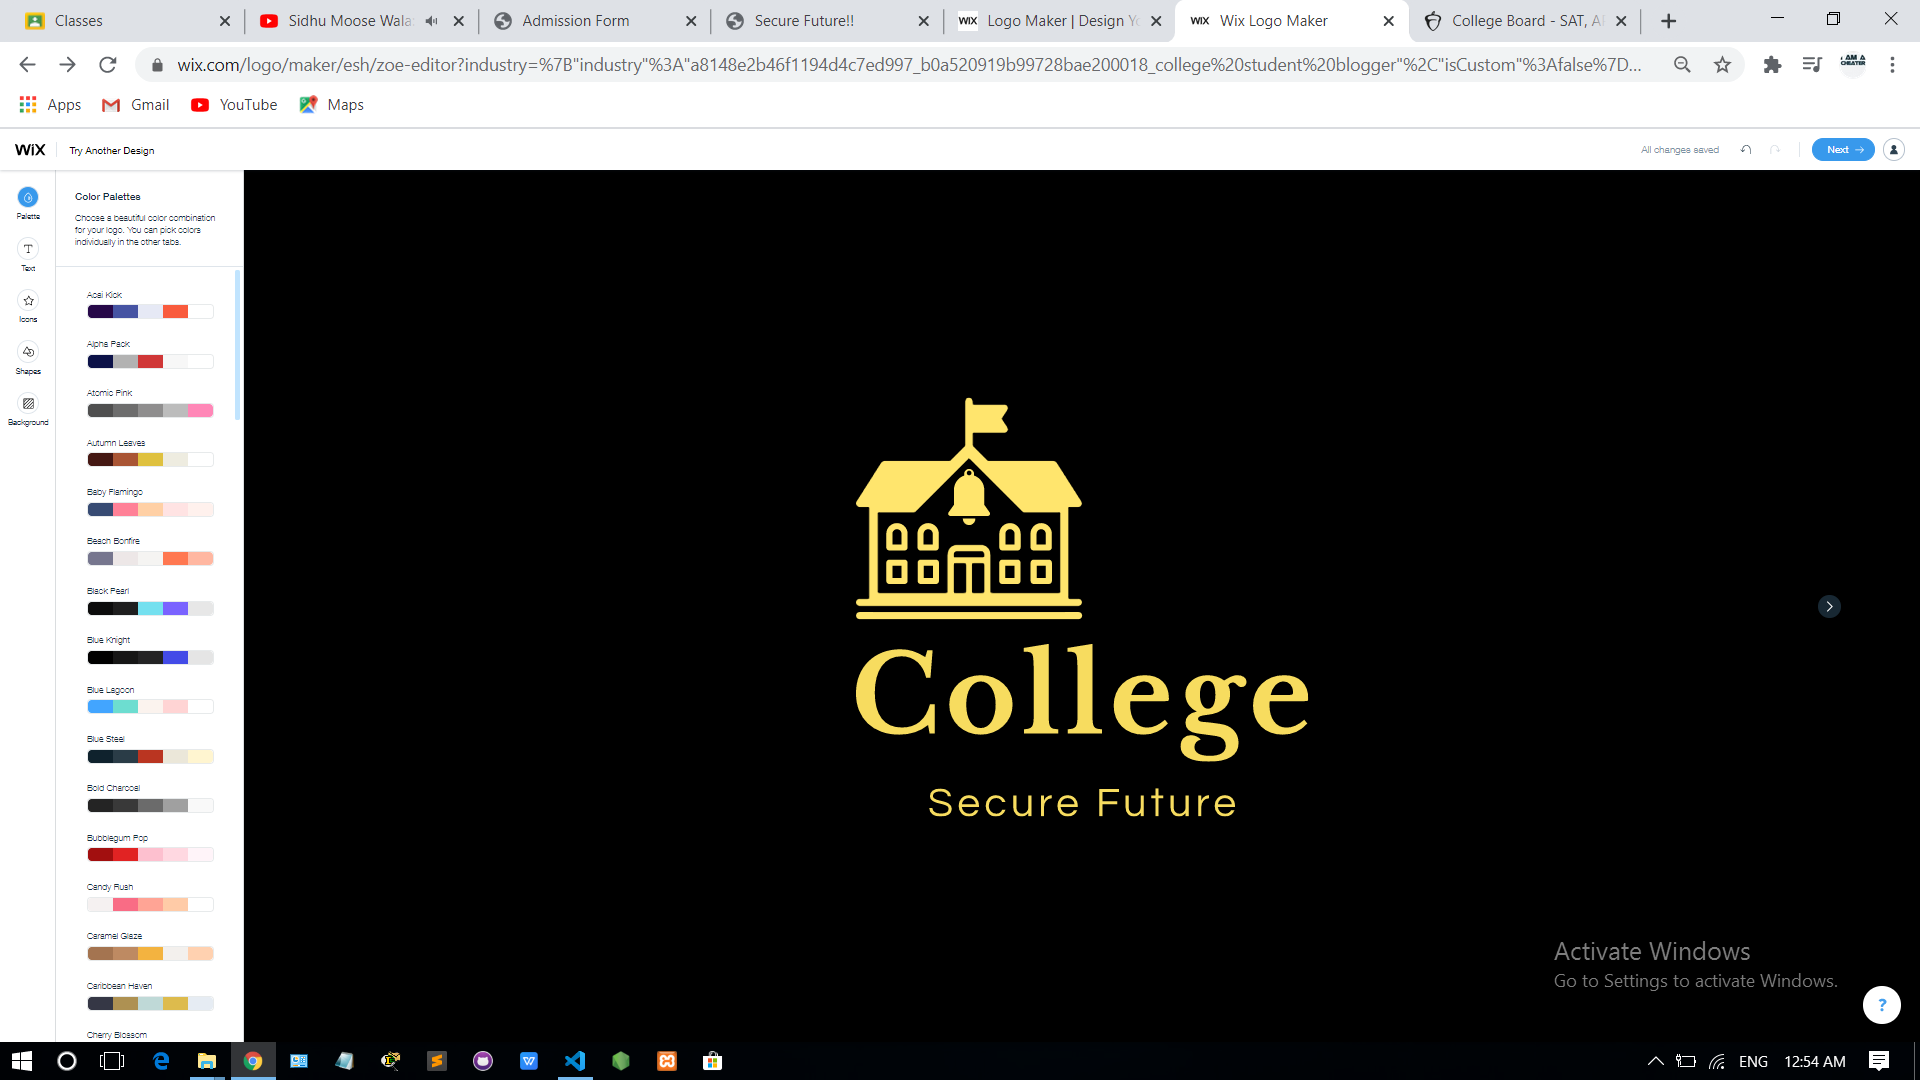 Classes
Sidhu Moose Wala
Admission Form
Secure Future!!
WIX Logo Maker | Design Yo
WIX Wix Logo Maker
College Board - SAT, AP
wix.com/logo/maker/esh/zoe-editor?industry=%7B"industry"%3A"a8148e2b46f1194d4c7ed997_b0a520919b99728bae200018_college%20student%20blogger"%2C"isCustom"%3Afalse%7D...
I AM A
CHEATER
Apps
Gmail
YouTube
Maps
WiX
Try Another Design
All changes saved
Next
Palette
Text
Icons
Shapes
Background
Color Palettes
Choose a beautiful color combination
for your logo. You can pick colors
individually in the other tabs.
Acai Kick
Alpha Pack
Atomic Pink
Autumn Leaves
Baby Flamingo
Beach Bonfire
Black Pearl
Blue Knight
Blue Lagoon
Blue Steel
Bold Charcoal
Bubblegum Pop
Candy Rush
Caramel Glaze
Caribbean Haven
Cherry Blossom
College
Secure Future
Activate Windows
Go to Settings to activate Windows.
?
ENG
12:54 AM